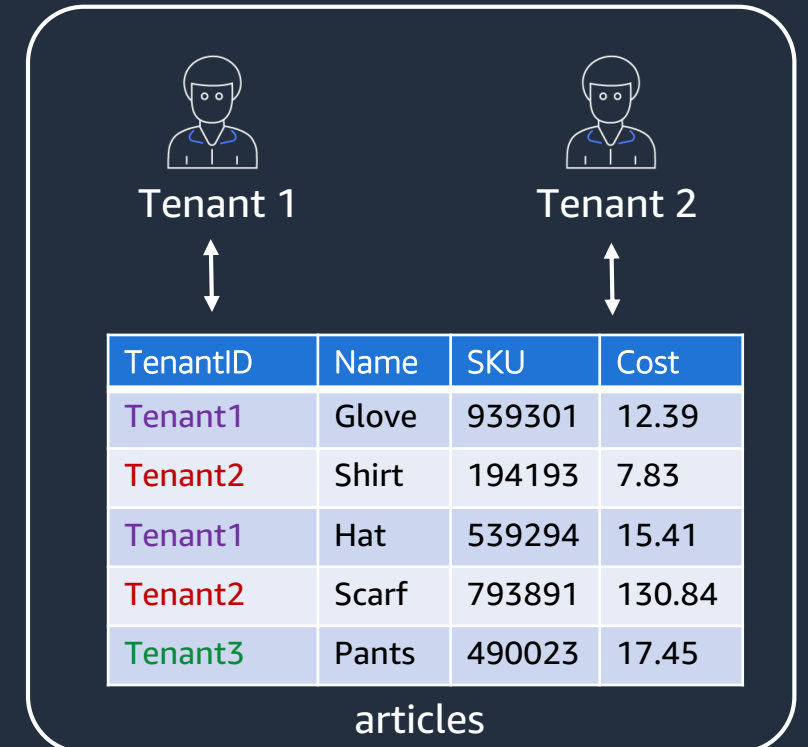 Tenant 1 Tenant 2
TenantID Name SKU Cost
Tenant1 Glove 939301 12.39
Tenant2 Shirt 194193 7.83
Tenant1 Hat 539294 15.41
Tenant2 Scarf 793891 130.84
Tenant3 Pants 490023 17.45
articles